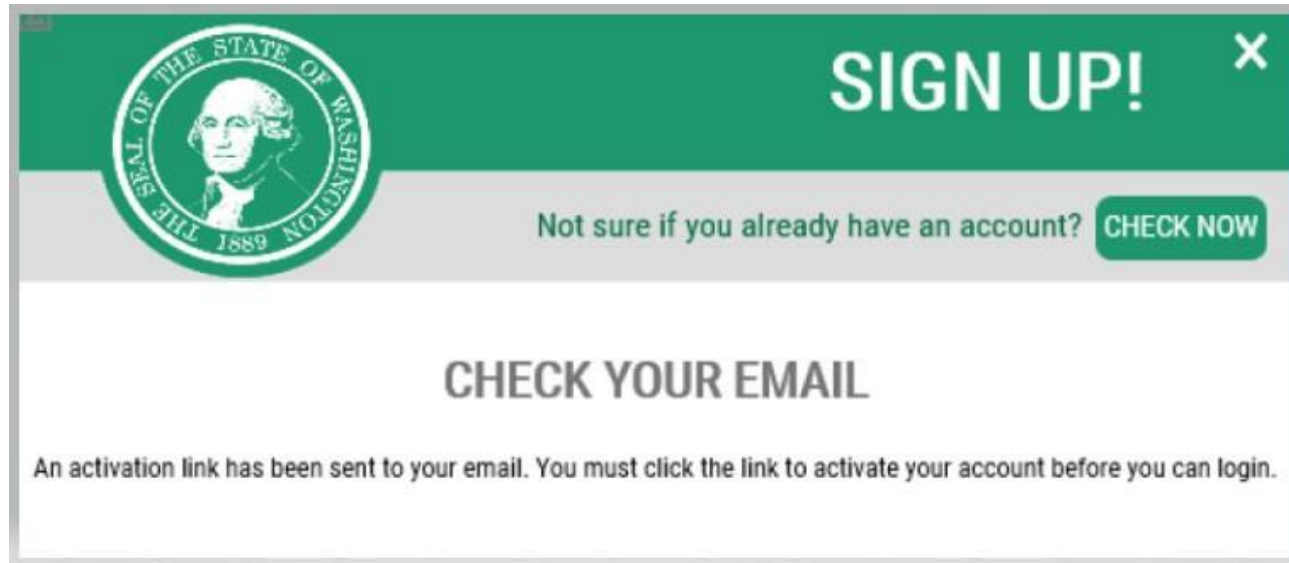 THE SEAL OF THE STATE OF WASHINGTON
1889
SIGN UP!
Not sure if you already have an account? CHECK NOW
CHECK YOUR EMAIL
An activation link has been sent to your email. You must click the link to activate your account before you can login.